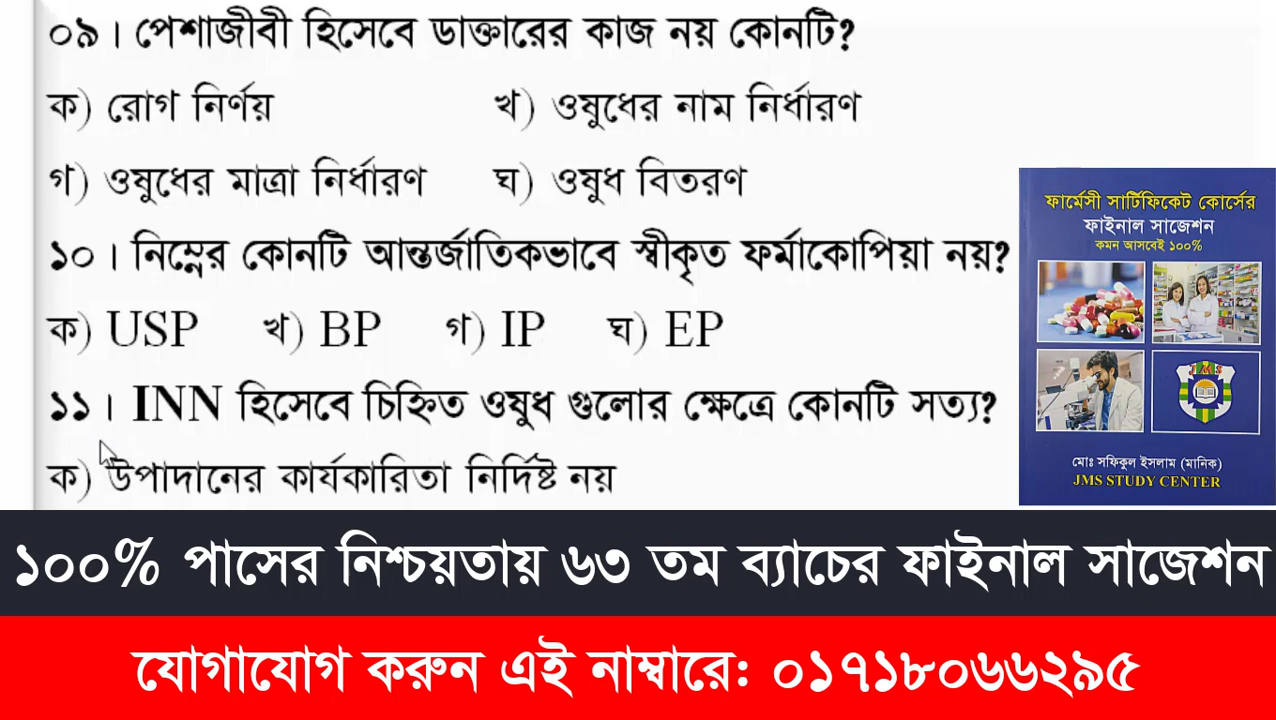 ০৯। পেশাজীবী হিসেবে ডাক্তারের কাজ নয় কোনটি?
ক) রোগ নির্ণয় খ) ওষুধের নাম নির্ধারণ
গ) ওষুধের মাত্রা নির্ধারণ ঘ) ওষুধ বিতরণ
১০। নিম্নের কোনটি আন্তর্জাতিকভাবে স্বীকৃত ফর্মাকোপিয়া নয়?
ক) USP খ) BP গ) IP ঘ) EP
১১। INN হিসেবে চিহ্নিত ওষুধ গুলোর ক্ষেত্রে কোনটি সত্য?
ক) উপাদানের কার্যকারিতা নির্দিষ্ট নয়
ফার্মেসী সার্টিফিকেট কোর্সের
ফাইনাল সাজেশন
কমন আসবেই ১০০%
মোঃ সফিকুল ইসলাম (মানিক)
JMS STUDY CENTER
১০০% পাসের নিশ্চয়তায় ৬৩ তম ব্যাচের ফাইনাল সাজেশন
যোগাযোগ করুন এই নাম্বারে: ০১৭১৮০৬৬২৯৫